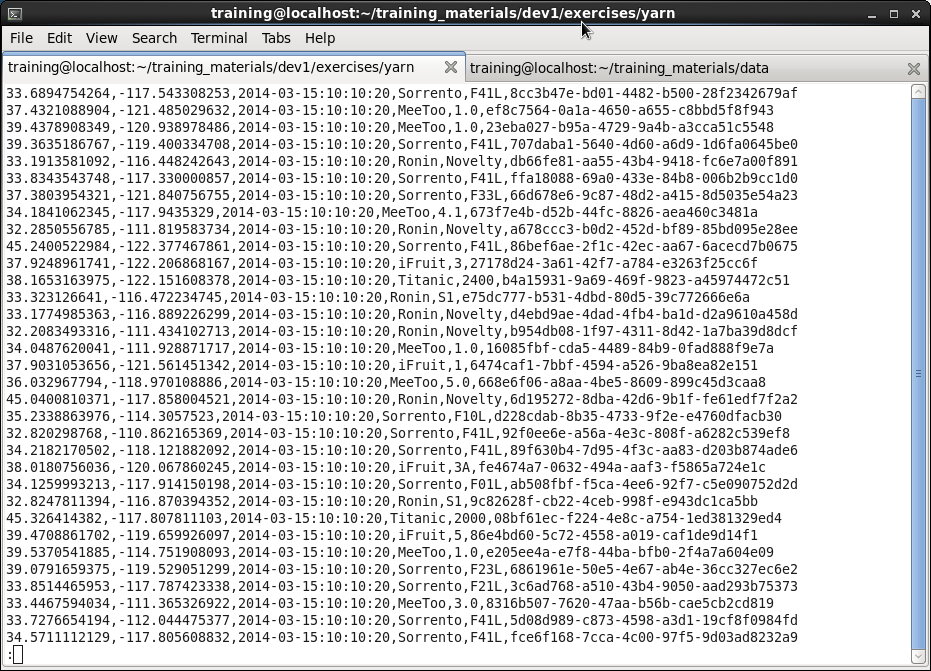 training@localhost:~/training_materials/dev1/exercises/yarn
File Edit View Search Terminal Tabs Help
training@localhost:~/training_materials/dev1/exercises/yarn training@localhost:~/training_materials/data
33.6894754264,-117.543308253,2014-03-15:10:10:20,Sorrento,F41L,8cc3b47e-bd01-4482-b500-28f2342679af
37.4321088904,-121.485029632,2014-03-15:10:10:20,MeeToo,1.0,ef8c7564-0a1a-4650-a655-c8bbd5f8f943
39.4378908349,-120.938978486,2014-03-15:10:10:20,MeeToo,1.0,23eba027-b95a-4729-9a4b-a3cca51c5548
39.3635186767,-119.400334708,2014-03-15:10:10:20,Sorrento,F41L,707daba1-5640-4d60-a6d9-1d6fa0645be0
33.1913581092,-116.448242643,2014-03-15:10:10:20,Ronin,Novelty,db66fe81-aa55-43b4-9418-fc6e7a00f891
33.8343543748,-117.330000857,2014-03-15:10:10:20,Sorrento,F41L,ffa18088-69a0-433e-84b8-006b2b9cc1d0
37.3803954321,-121.840756755,2014-03-15:10:10:20,Sorrento,F33L,66d678e6-9c87-48d2-a415-8d5035e54a23
34.1841062345,-117.9435329,2014-03-15:10:10:20,MeeToo,4.1,673f7e4b-d52b-44fc-8826-aea460c3481a
32.2850556785,-111.819583734,2014-03-15:10:10:20,Ronin,Novelty,a678ccc3-b0d2-452d-bf89-85bd095e28ee
45.2400522984,-122.377467861,2014-03-15:10:10:20,Sorrento,F41L,86bef6ae-2f1c-42ec-aa67-6acecd7b0675
37.9248961741,-122.206868167,2014-03-15:10:10:20,iFruit,3,27178d24-3a61-42f7-a784-e3263f25cc6f
38.1653163975,-122.151608378,2014-03-15:10:10:20,Titanic,2400,b4a15931-9a69-469f-9823-a45974472c51
33.323126641,-116.472234745,2014-03-15:10:10:20,Ronin,S1,e75dc777-b531-4dbd-80d5-39c772666e6a
33.1774985363,-116.889226299,2014-03-15:10:10:20,Ronin,Novelty,d4ebd9ae-4dad-4fb4-ba1d-d2a9610a458d
32.2083493316,-111.434102713,2014-03-15:10:10:20,Ronin,Novelty,b954db08-1f97-4311-8d42-1a7ba39d8dcf
34.0487620041,-111.928871717,2014-03-15:10:10:20,MeeToo,1.0,16085fbf-cda5-4489-84b9-0fad888f9e7a
37.9031053656,-121.561451342,2014-03-15:10:10:20,iFruit,1,6474caf1-7bbf-4594-a526-9ba8ea82e151
36.032967794,-118.970108886,2014-03-15:10:10:20,MeeToo,5.0,668e6f06-a8aa-4be5-8609-899c45d3caa8
45.0400810371,-117.858004521,2014-03-15:10:10:20,Ronin,Novelty,6d195272-8dba-42d6-9b1f-fe61edf7f2a2
35.2338863976,-114.3057523,2014-03-15:10:10:20,Sorrento,F10L,d228cdab-8b35-4733-9f2e-e4760dfacb30
32.820298768,-110.862165369,2014-03-15:10:10:20,Sorrento,F41L,92f0ee6e-a56a-4e3c-808f-a6282c539ef8
34.2182170502,-118.121882092,2014-03-15:10:10:20,Sorrento,F41L,89f630b4-7d95-4f3c-aa83-d203b874ade6
38.0180756036,-120.067860245,2014-03-15:10:10:20,iFruit,3A,fe4674a7-0632-494a-aaf3-f5865a724e1c
34.1259993213,-117.914150198,2014-03-15:10:10:20,Sorrento,F01L,ab508fbf-f5ca-4ee6-92f7-c5e090752d2d
32.8247811394,-116.870394352,2014-03-15:10:10:20,Ronin,S1,9c82628f-cb22-4ceb-998f-e943dc1ca5bb
45.326414382,-117.807811103,2014-03-15:10:10:20,Titanic,2000,08bf61ec-f224-4e8c-a754-1ed381329ed4
39.4708861702,-119.659926097,2014-03-15:10:10:20,iFruit,5,86e4bd60-5c72-4558-a019-caf1de9d14f1
39.5370541885,-114.751908093,2014-03-15:10:10:20,MeeToo,1.0,e205ee4a-e7f8-44ba-bfb0-2f4a7a604e09
39.0791659375,-119.529051299,2014-03-15:10:10:20,Sorrento,F23L,6861961e-50e5-4e67-ab4e-36cc327ec6e2
33.8514465953,-117.787423338,2014-03-15:10:10:20,Sorrento,F21L,3c6ad768-a510-43b4-9050-aad293b75373
33.4467594034,-111.365326922,2014-03-15:10:10:20,MeeToo,3.0,8316b507-7620-47aa-b56b-cae5cb2cd819
33.7276654194,-112.044475377,2014-03-15:10:10:20,Sorrento,F41L,5d08d989-c873-4598-a3d1-19cf8f0984fd
34.5711112129,-117.805608832,2014-03-15:10:10:20,Sorrento,F41L,fce6f168-7cca-4c00-97f5-9d03ad8232a9
: